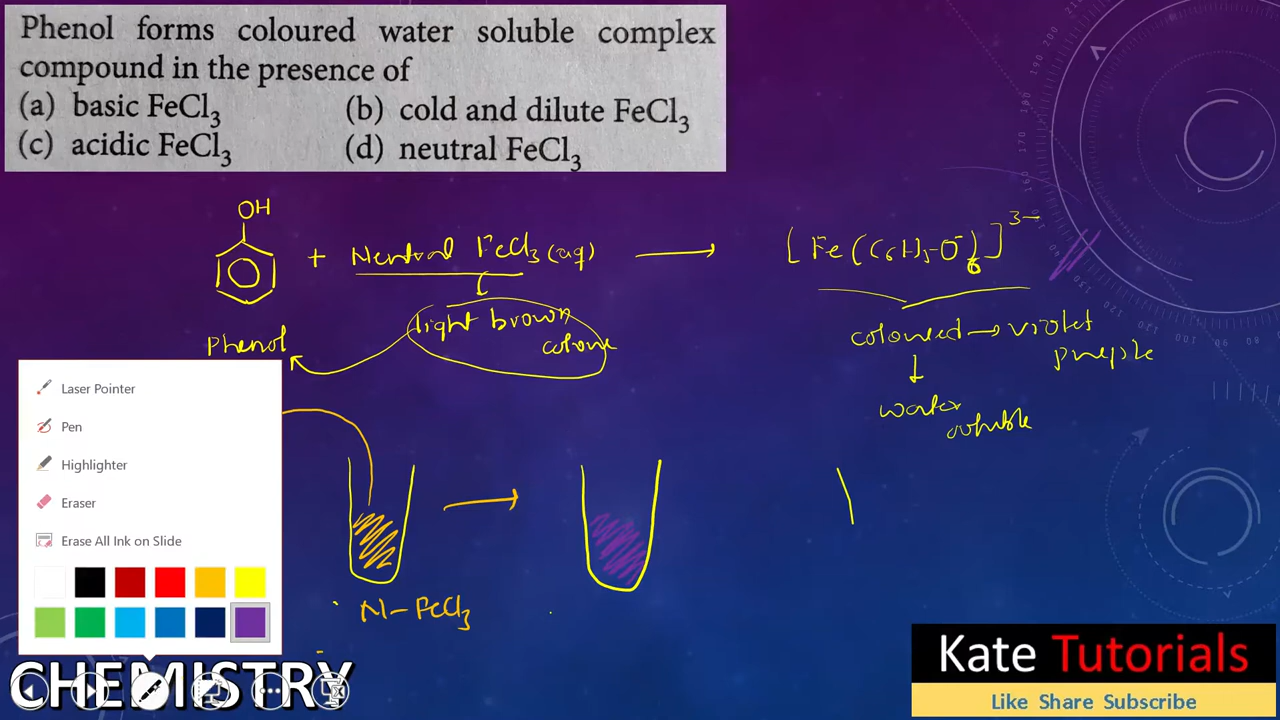 Phenol forms coloured water soluble complex
compound in the presence of
(a) basic FeCl3 (b) cold and dilute FeCl3
(c) acidic FeCl3 (d) neutral FeCl3
OH
+ Neutral FeCl3 (aq) [Fe(C6H5-O-)6]3-
light brown
colour
Phenol
coloured → violet
purple
water
soluble
Laser Pointer
Pen
Highlighter
Eraser
Erase All Ink on Slide
N-FeCl3
CHEMISTRY
Kate Tutorials
Like Share Subscribe